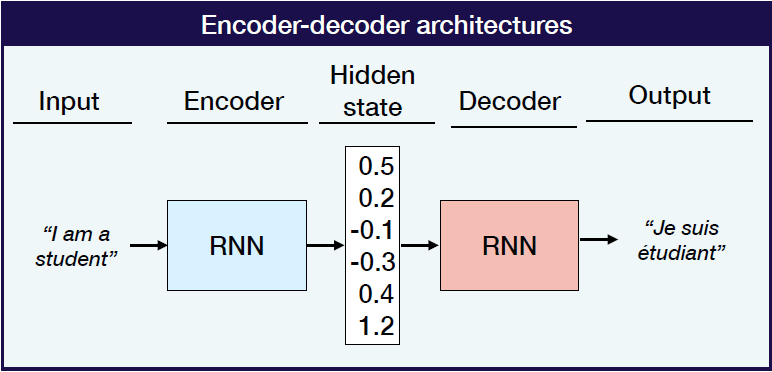 Encoder-decoder architectures
Input
Encoder
Hidden
state
Decoder
Output
“I am a
student”
RNN
0.5
0.2
-0.1
-0.3
0.4
1.2
RNN
“Je suis
étudiant”